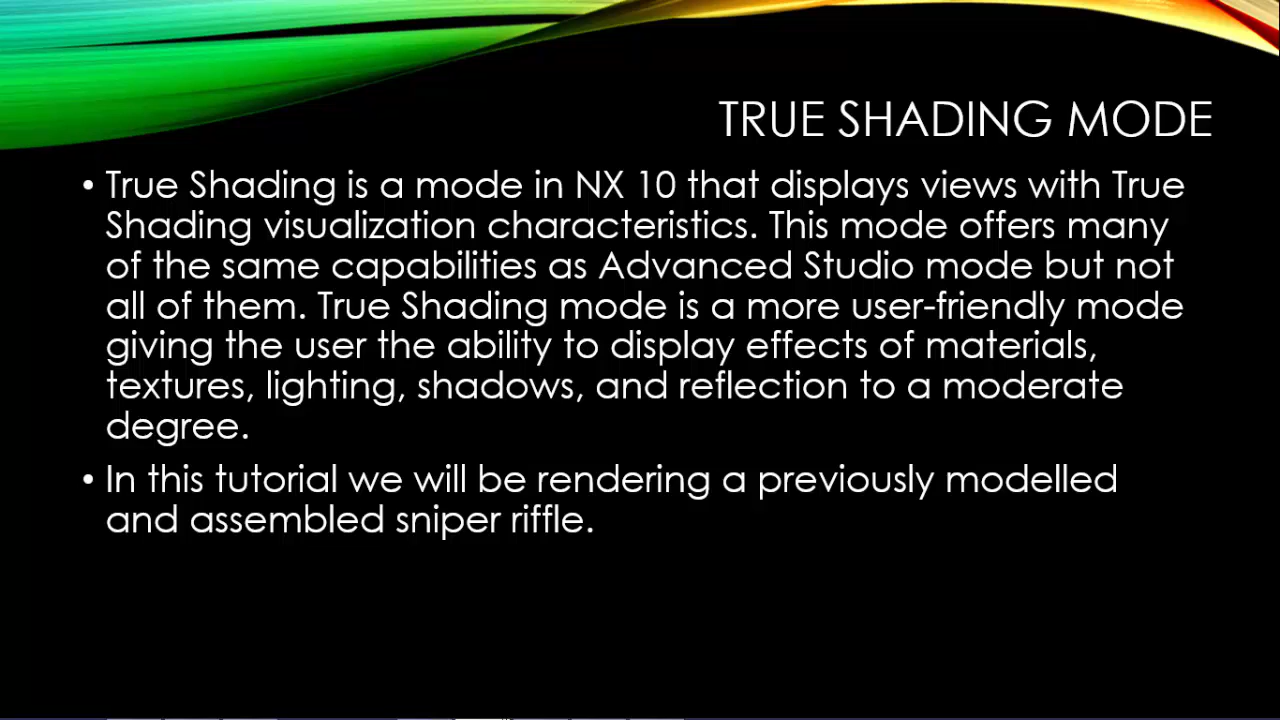 TRUE SHADING MODE
• True Shading is a mode in NX 10 that displays views with True
Shading visualization characteristics. This mode offers many
of the same capabilities as Advanced Studio mode but not
all of them. True Shading mode is a more user-friendly mode
giving the user the ability to display effects of materials,
textures, lighting, shadows, and reflection to a moderate
degree.
• In this tutorial we will be rendering a previously modelled
and assembled sniper riffle.